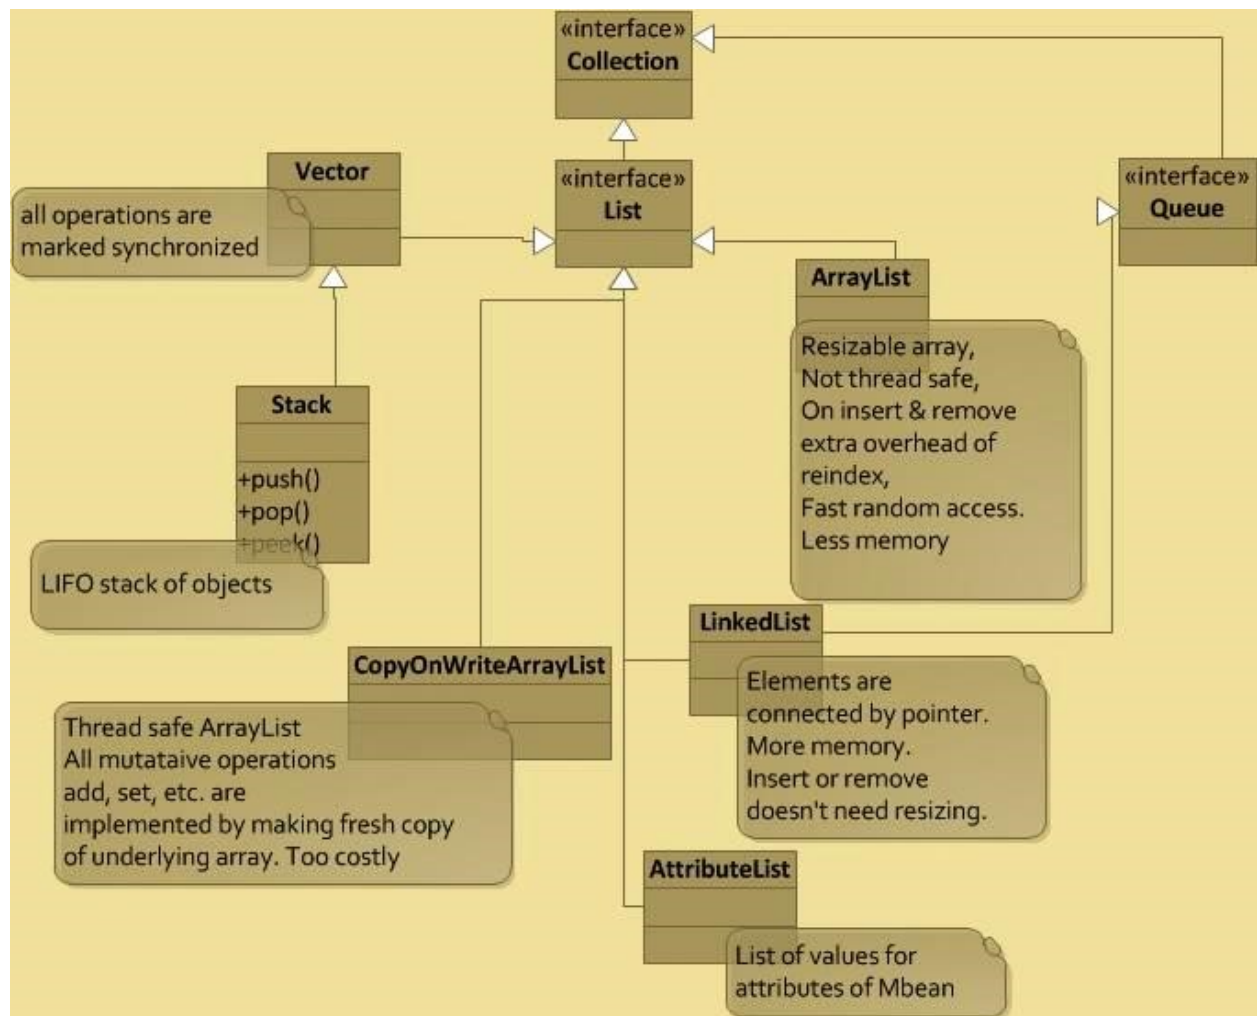 «interface»
Collection
Vector
all operations are
marked synchronized
«interface»
List
«interface»
Queue
ArrayList
Resizable array,
Not thread safe,
On insert & remove
extra overhead of
reindex,
Fast random access.
Less memory
Stack
+push()
+pop()
+peek()
LIFO stack of objects
LinkedList
Elements are
connected by pointer.
More memory.
Insert or remove
doesn't need resizing.
CopyOnWriteArrayList
Thread safe ArrayList
All mutataive operations
add, set, etc. are
implemented by making fresh copy
of underlying array. Too costly
AttributeList
List of values for
attributes of Mbean